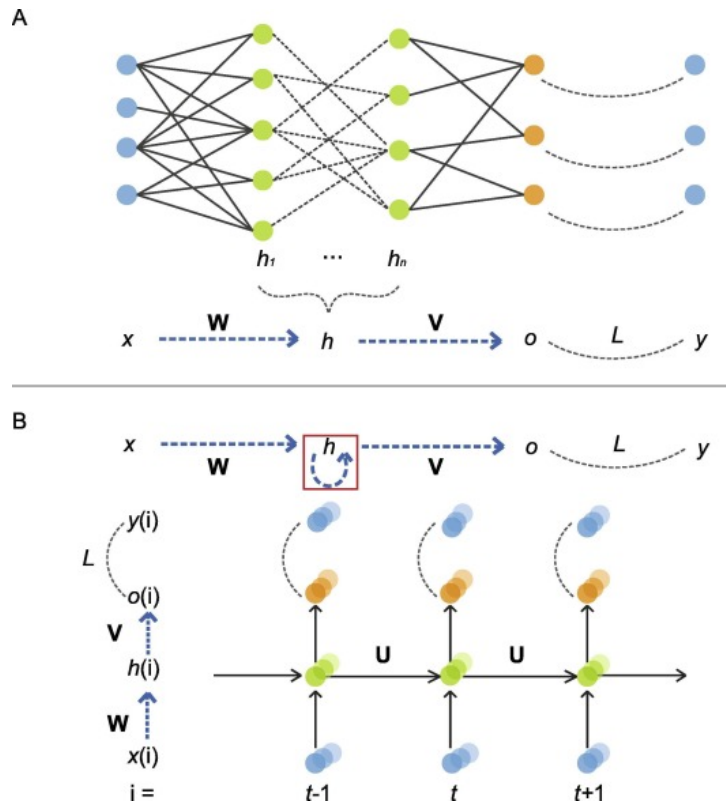 A
h₁ ... hₙ
W V L
x h o y
B
x h o L y
W V
y(i)
L
o(i)
V
U U
h(i)
W
x(i)
i = t-1 t t+1